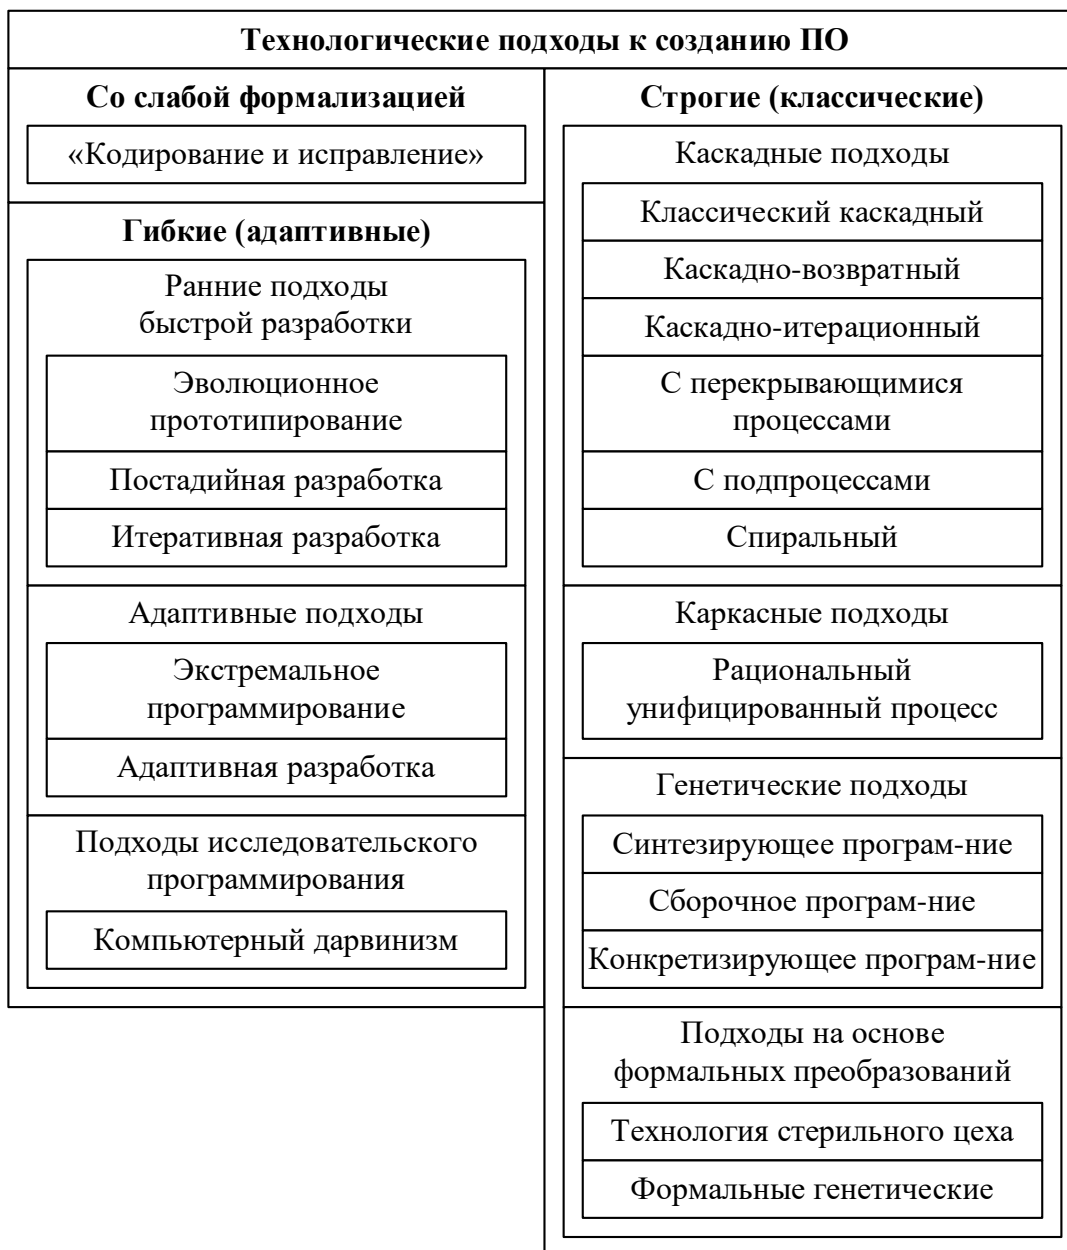 Технологические подходы к созданию ПО
Со слабой формализацией
«Кодирование и исправление»
Гибкие (адаптивные)
Ранние подходы
быстрой разработки
Эволюционное
прототипирование
Постадийная разработка
Итеративная разработка
Адаптивные подходы
Экстремальное
программирование
Адаптивная разработка
Подходы исследовательского
программирования
Компьютерный дарвинизм
Строгие (классические)
Каскадные подходы
Классический каскадный
Каскадно-возвратный
Каскадно-итерационный
С перекрывающимися
процессами
С подпроцессами
Спиральный
Каркасные подходы
Рациональный
унифицированный процесс
Генетические подходы
Синтезирующее програм-ние
Сборочное програм-ние
Конкретизирующее програм-ние
Подходы на основе
формальных преобразований
Технология стерильного цеха
Формальные генетические